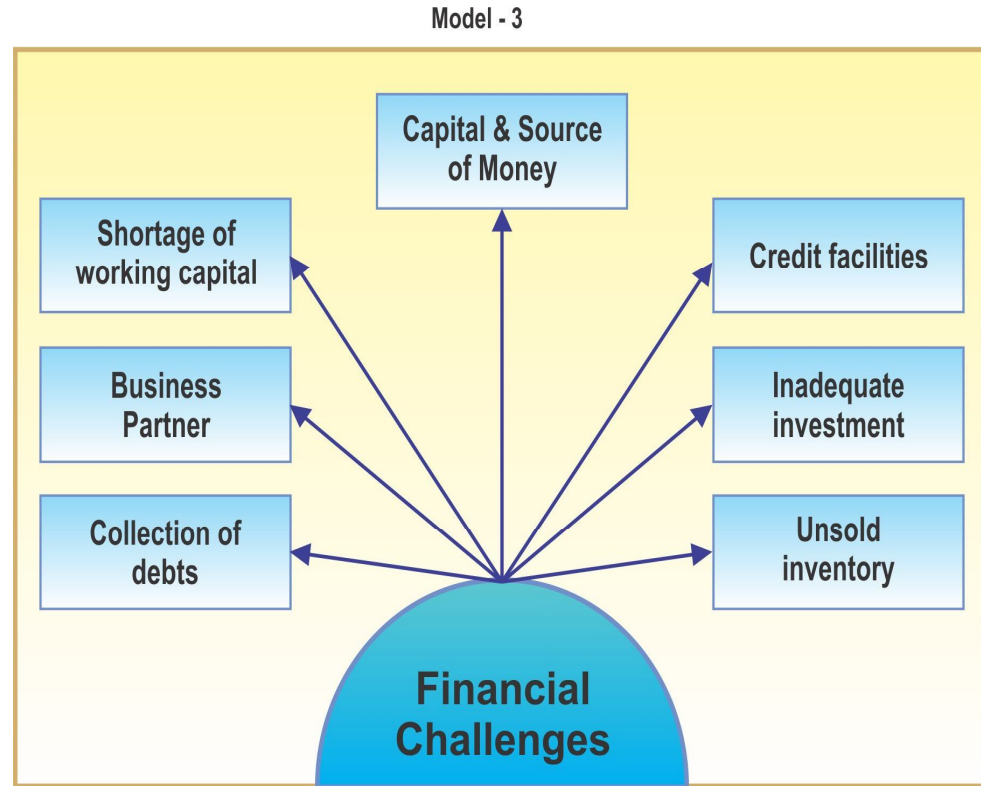 Model - 3
Capital & Source
of Money
Shortage of
working capital
Credit facilities
Business
Partner
Inadequate
investment
Collection of
debts
Unsold
inventory
Financial
Challenges